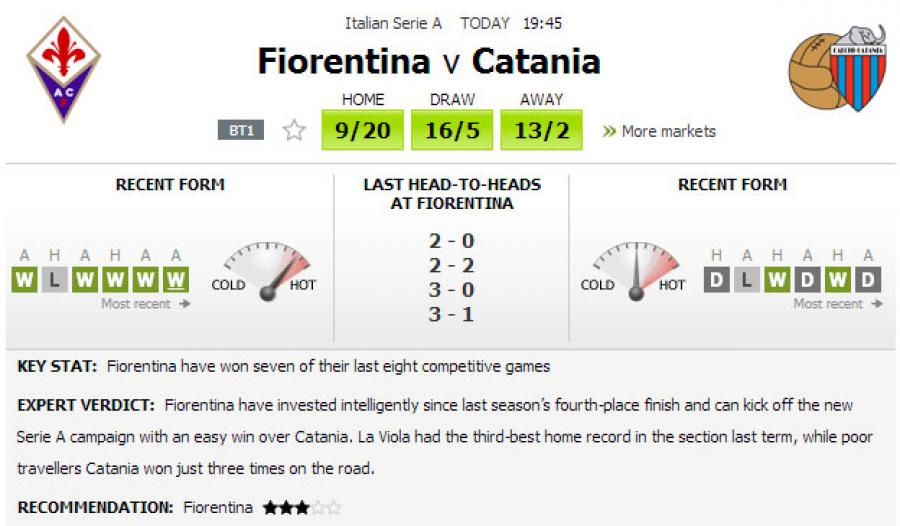 Italian Serie A TODAY 19:45
Fiorentina v Catania
HOME DRAW AWAY
BT1 9/20 16/5 13/2 More markets
AC
CALCIO CATANIA
RECENT FORM
A H A H A A
W L W W W W
Most recent
COLD HOT
LAST HEAD-TO-HEADS
AT FIORENTINA
2 - 0
2 - 2
3 - 0
3 - 1
RECENT FORM
COLD HOT
H A H A H A
D L W D W D
Most recent
KEY STAT: Fiorentina have won seven of their last eight competitive games
EXPERT VERDICT: Fiorentina have invested intelligently since last season's fourth-place finish and can kick off the new
Serie A campaign with an easy win over Catania. La Viola had the third-best home record in the section last term, while poor
travellers Catania won just three times on the road.
RECOMMENDATION: Fiorentina